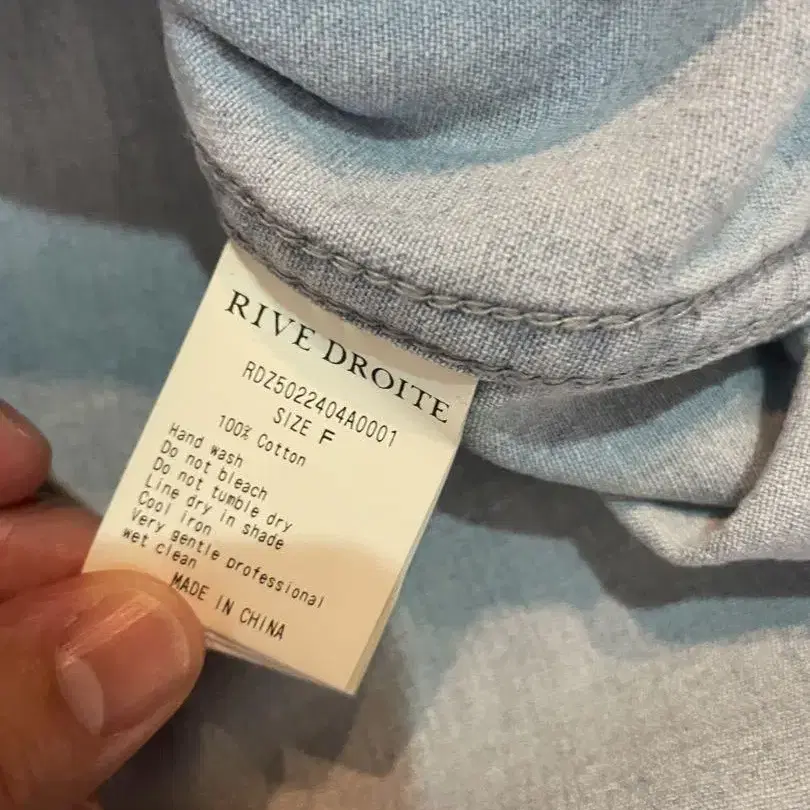 RIVE DROITE
RDZ5022404A0001
SIZE F
100% Cotton
Hand wash
Do not bleach
Do not tumble dry
Line dry in shade
Cool iron
Very gentle professional
wet clean
MADE IN CHINA